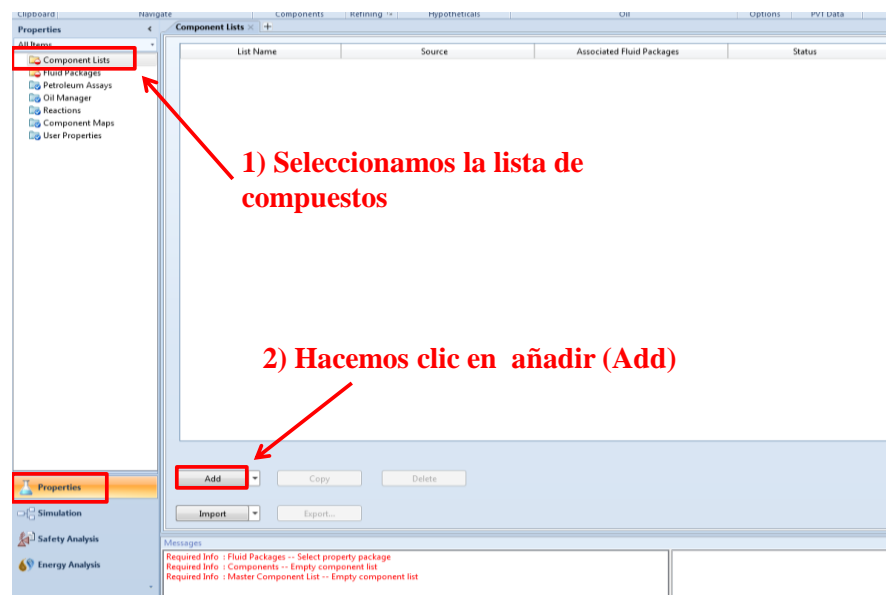 Clipboard Navigate Components Refining Hypotheticals Oil Options PVT Data
Properties <
Component Lists × +
All Items
List Name Source Associated Fluid Packages Status
Component Lists
Fluid Packages
Petroleum Assays
Oil Manager
Reactions
Component Maps
User Properties
1) Seleccionamos la lista de
compuestos
2) Hacemos clic en añadir (Add)
Add Copy Delete
Import Export...
Properties
Simulation
Safety Analysis
Energy Analysis
Messages
Required Info : Fluid Packages -- Select property package
Required Info : Components -- Empty component list
Required Info : Master Component List -- Empty component list